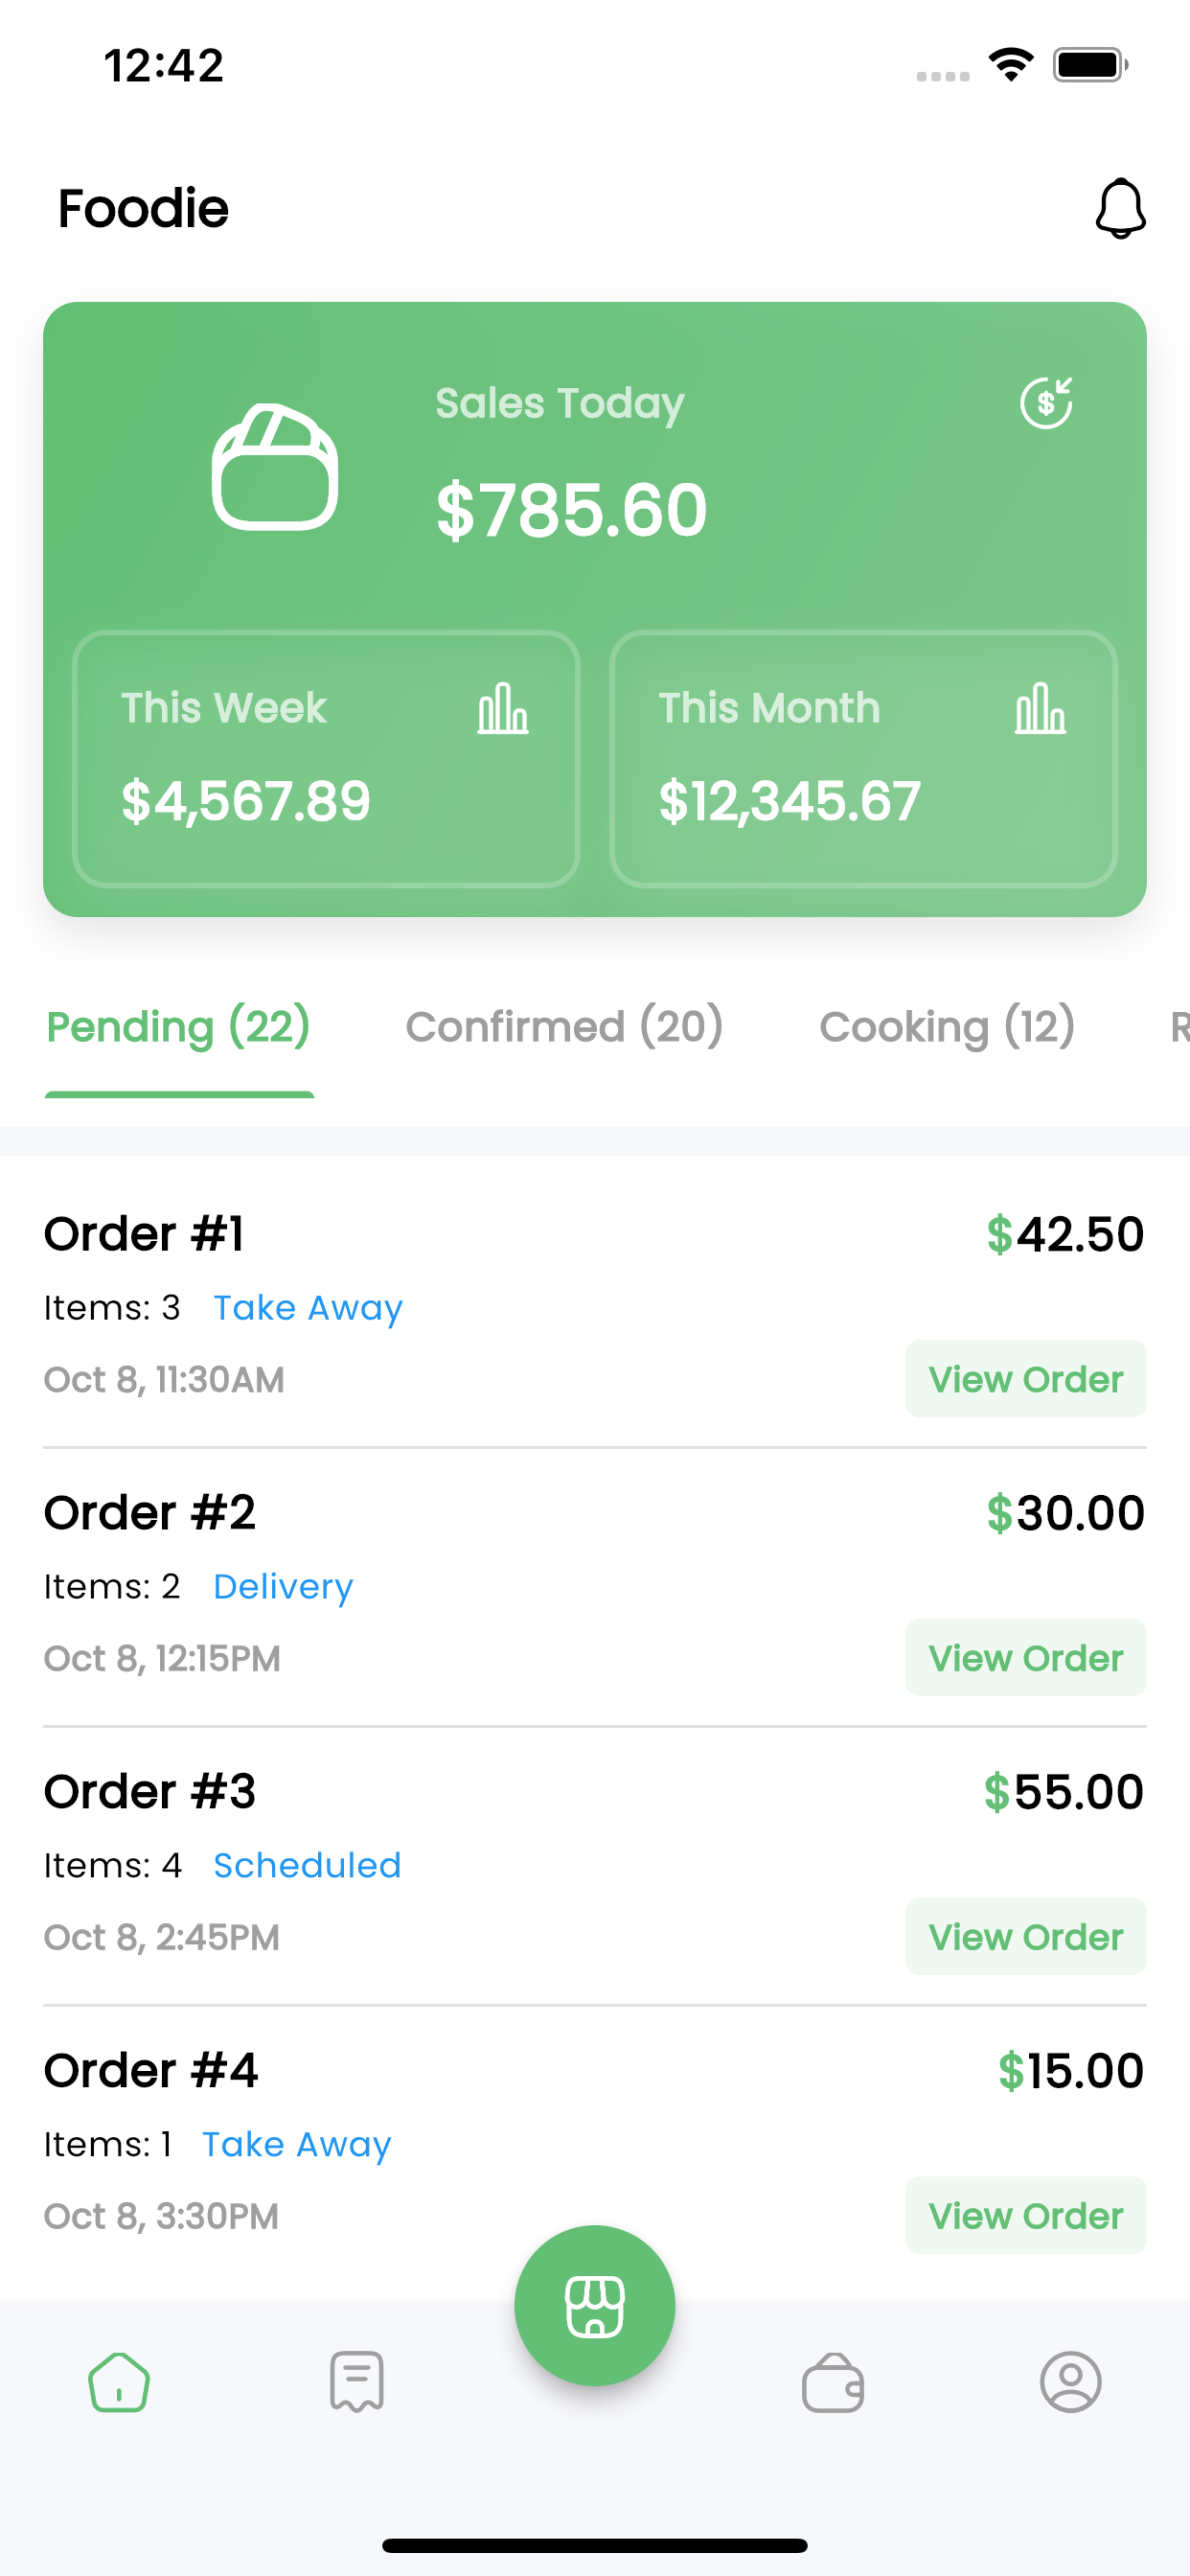 12:42
Foodie
Sales Today
$785.60
This Week
$4,567.89
This Month
$12,345.67
Pending (22) Confirmed (20) Cooking (12) R
Order #1 $42.50
Items: 3 Take Away
Oct 8, 11:30AM View Order
Order #2 $30.00
Items: 2 Delivery
Oct 8, 12:15PM View Order
Order #3 $55.00
Items: 4 Scheduled
Oct 8, 2:45PM View Order
Order #4 $15.00
Items: 1 Take Away
Oct 8, 3:30PM View Order